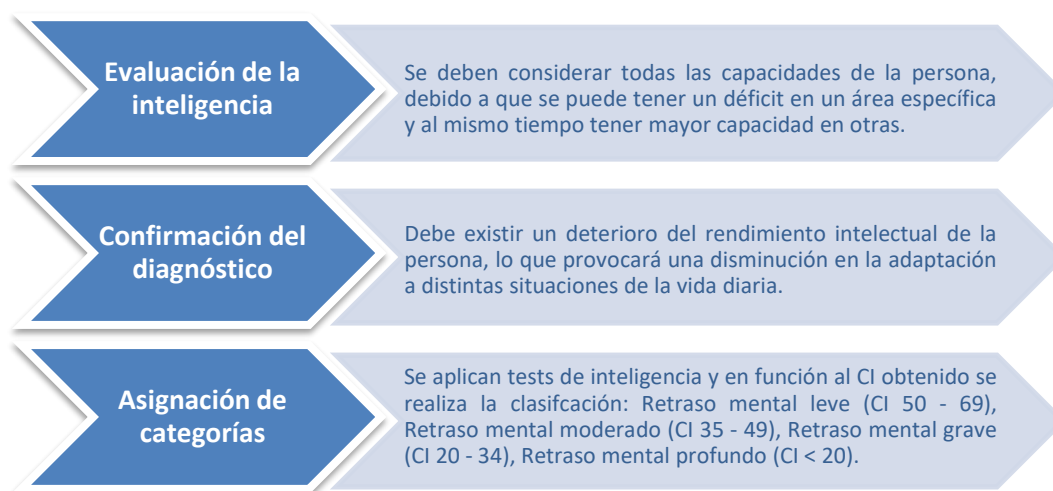 Evaluación de la
inteligencia
Se deben considerar todas las capacidades de la persona,
debido a que se puede tener un déficit en un área específica
y al mismo tiempo tener mayor capacidad en otras.
Confirmación del
diagnóstico
Debe existir un deterioro del rendimiento intelectual de la
persona, lo que provocará una disminución en la adaptación
a distintas situaciones de la vida diaria.
Asignación de
categorías
Se aplican tests de inteligencia y en función al CI obtenido se
realiza la clasifcación: Retraso mental leve (CI 50 - 69),
Retraso mental moderado (CI 35 - 49), Retraso mental grave
(CI 20 - 34), Retraso mental profundo (CI < 20).